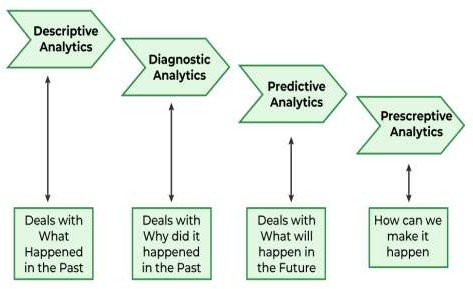 Descriptive
Analytics
Diagnostic
Analytics
Predictive
Analytics
Prescreptive
Analytics
Deals with
What
Happened
in the Past
Deals with
Why did it
happened
in the Past
Deals with
What will
happen in
the Future
How can we
make it
happen